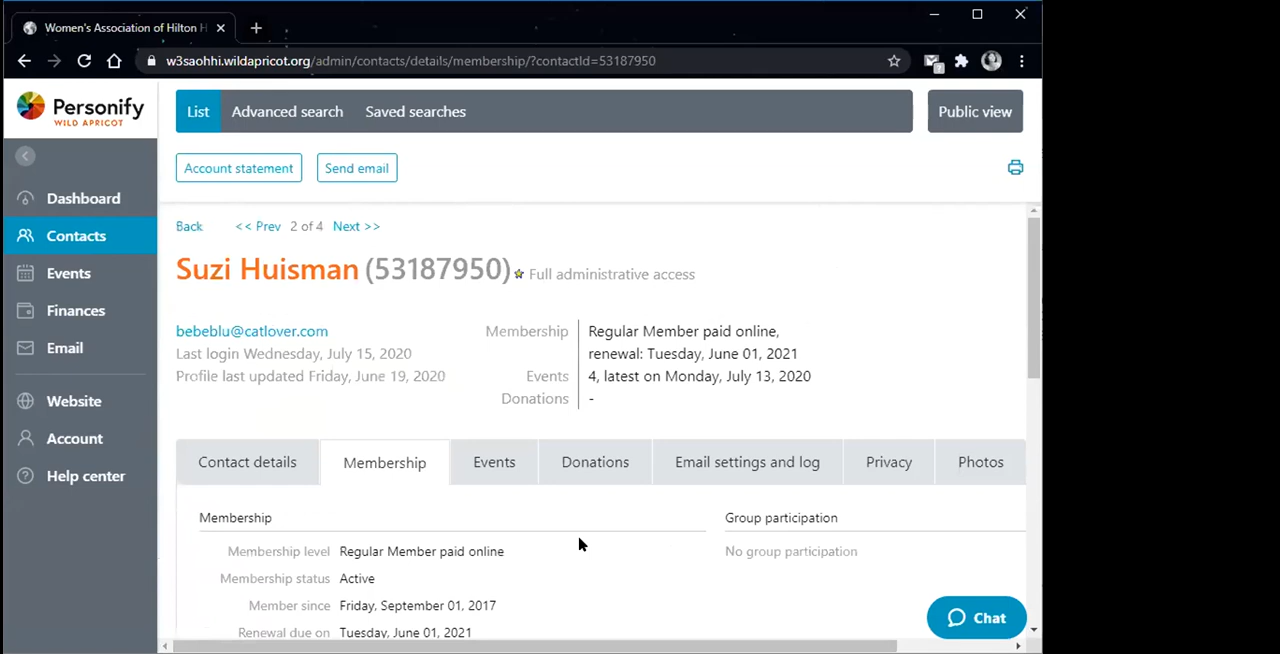 Women's Association of Hilton H
w3saohhi.wildapricot.org/admin/contacts/details/membership/?contactId=53187950
Personify
WILD APRICOT
List Advanced search Saved searches Public view
Account statement Send email
Dashboard
Contacts
Events
Finances
Email
Website
Account
Help center
Back << Prev 2 of 4 Next >>
Suzi Huisman (53187950) Full administrative access
bebeblu@catlover.com
Last login Wednesday, July 15, 2020
Profile last updated Friday, June 19, 2020
Membership Regular Member paid online,
renewal: Tuesday, June 01, 2021
Events 4, latest on Monday, July 13, 2020
Donations -
Contact details Membership Events Donations Email settings and log Privacy Photos
Membership
Membership level Regular Member paid online
Membership status Active
Member since Friday, September 01, 2017
Renewal due on Tuesday, June 01, 2021
Group participation
No group participation
Chat